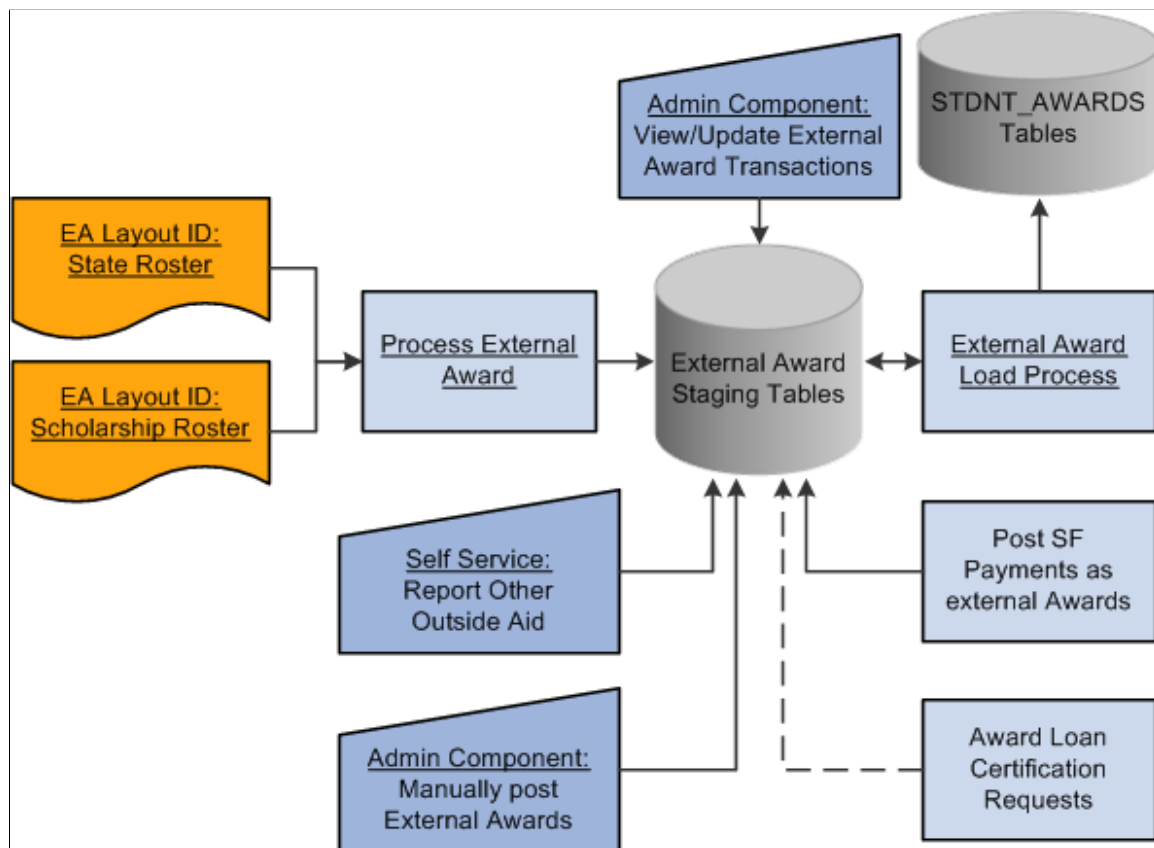 Admin Component:
View/Update External
Award Transactions
STDNT_AWARDS
Tables
EA Layout ID:
State Roster
EA Layout ID:
Scholarship Roster
Process External
Award
External Award
Staging Tables
External Award
Load Process
Self Service:
Report Other
Outside Aid
Post SF
Payments as
external Awards
Admin Component:
Manually post
External Awards
Award Loan
Certification
Requests